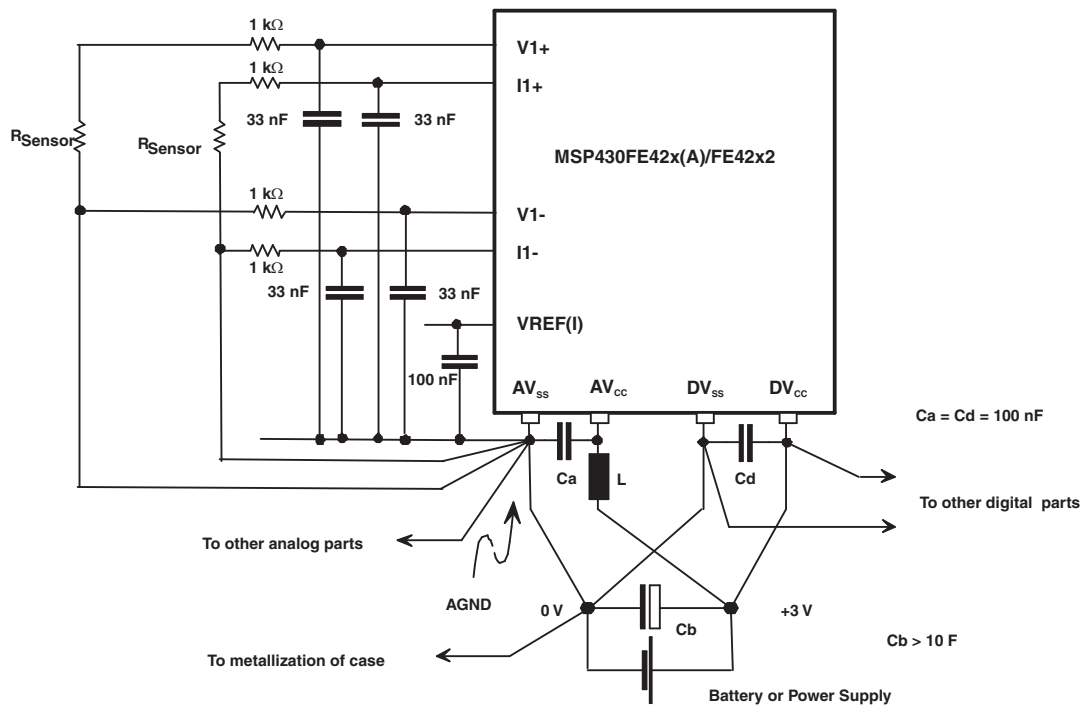 1 kΩ
V1+
1 kΩ
I1+
33 nF
33 nF
RSensor
RSensor
MSP430FE42x(A)/FE42x2
1 kΩ
V1-
I1-
1 kΩ
33 nF
33 nF
VREF(I)
100 nF
AVSS
AVCC
DVSS
DVCC
Ca = Cd = 100 nF
Ca
L
Cd
To other digital parts
To other analog parts
AGND
0 V
+3 V
Cb
Cb > 10 F
To metallization of case
Battery or Power Supply